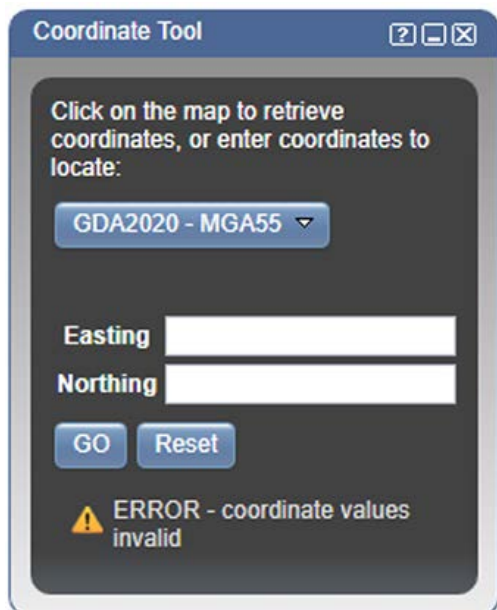 Coordinate Tool
Click on the map to retrieve
coordinates, or enter coordinates to
locate:
GDA2020 - MGA55
Easting
Northing
GO Reset
ERROR - coordinate values
invalid